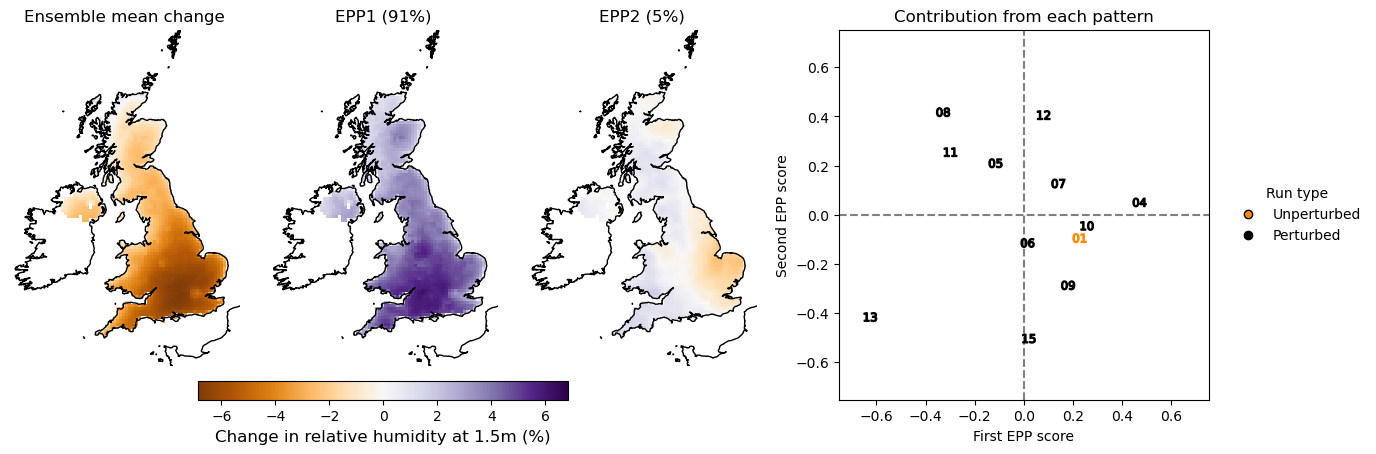 Ensemble mean change
EPP1 (91%)
EPP2 (5%)
Contribution from each pattern
−6 −4 −2 0 2 4 6
Change in relative humidity at 1.5m (%)
Second EPP score
0.6
0.4
0.2
0.0
−0.2
−0.4
−0.6
08
12
11
05
07
04
10
01
06
09
13
15
−0.6 −0.4 −0.2 0.0 0.2 0.4 0.6
First EPP score
Run type
Unperturbed
Perturbed